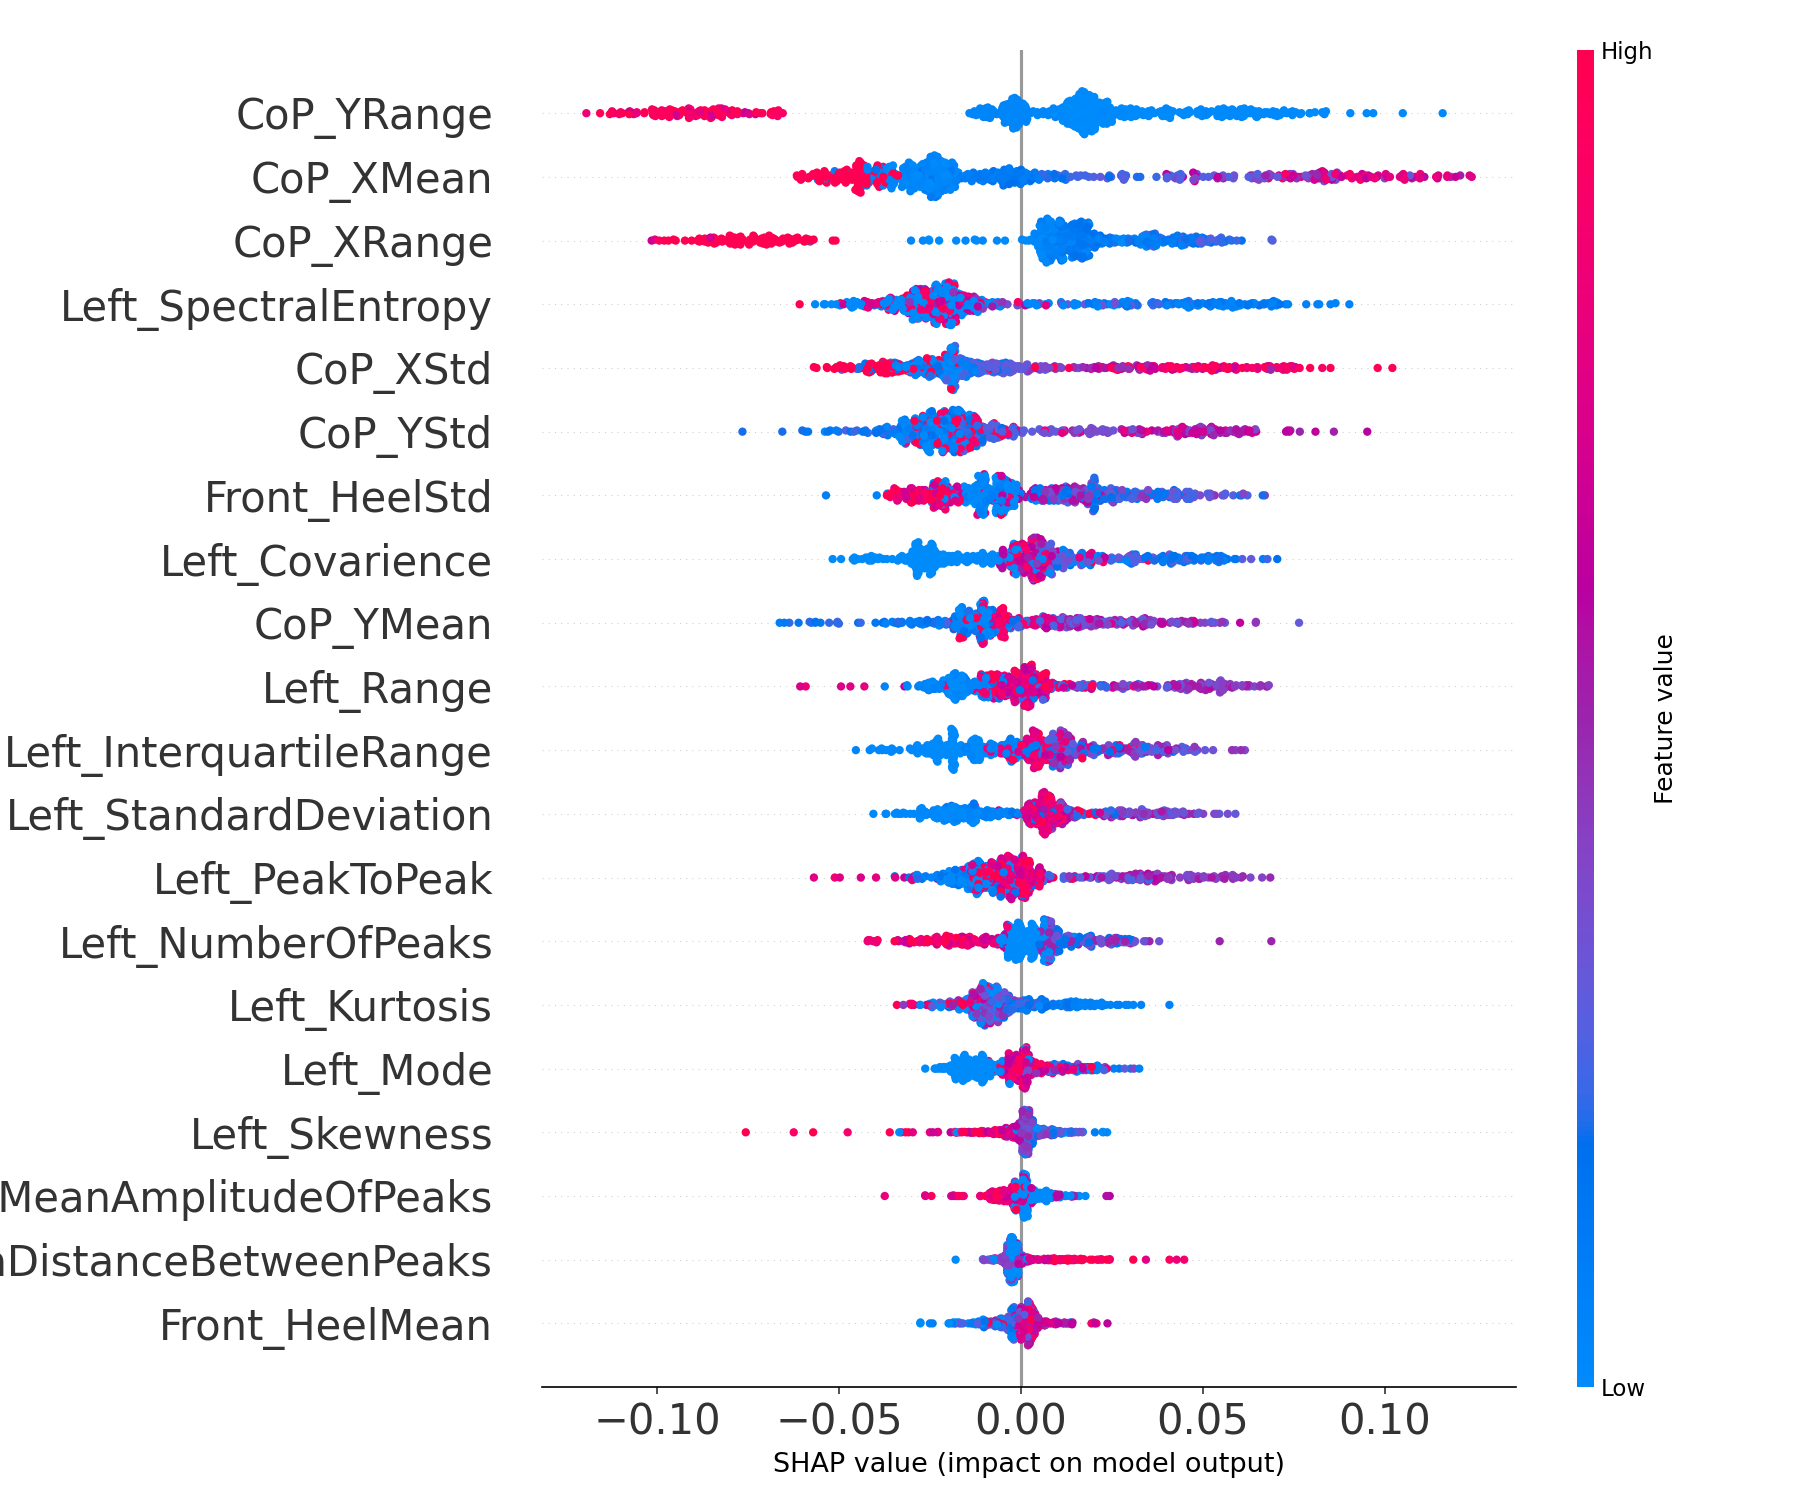 High
CoP_YRange
CoP_XMean
CoP_XRange
Left_SpectralEntropy
CoP_XStd
CoP_YStd
Front_HeelStd
Left_Covarience
CoP_YMean
Left_Range
Left_InterquartileRange
Left_StandardDeviation
Left_PeakToPeak
Left_NumberOfPeaks
Left_Kurtosis
Left_Mode
Left_Skewness
MeanAmplitudeOfPeaks
DistanceBetweenPeaks
Front_HeelMean
Feature value
Low
−0.10 −0.05 0.00 0.05 0.10
SHAP value (impact on model output)